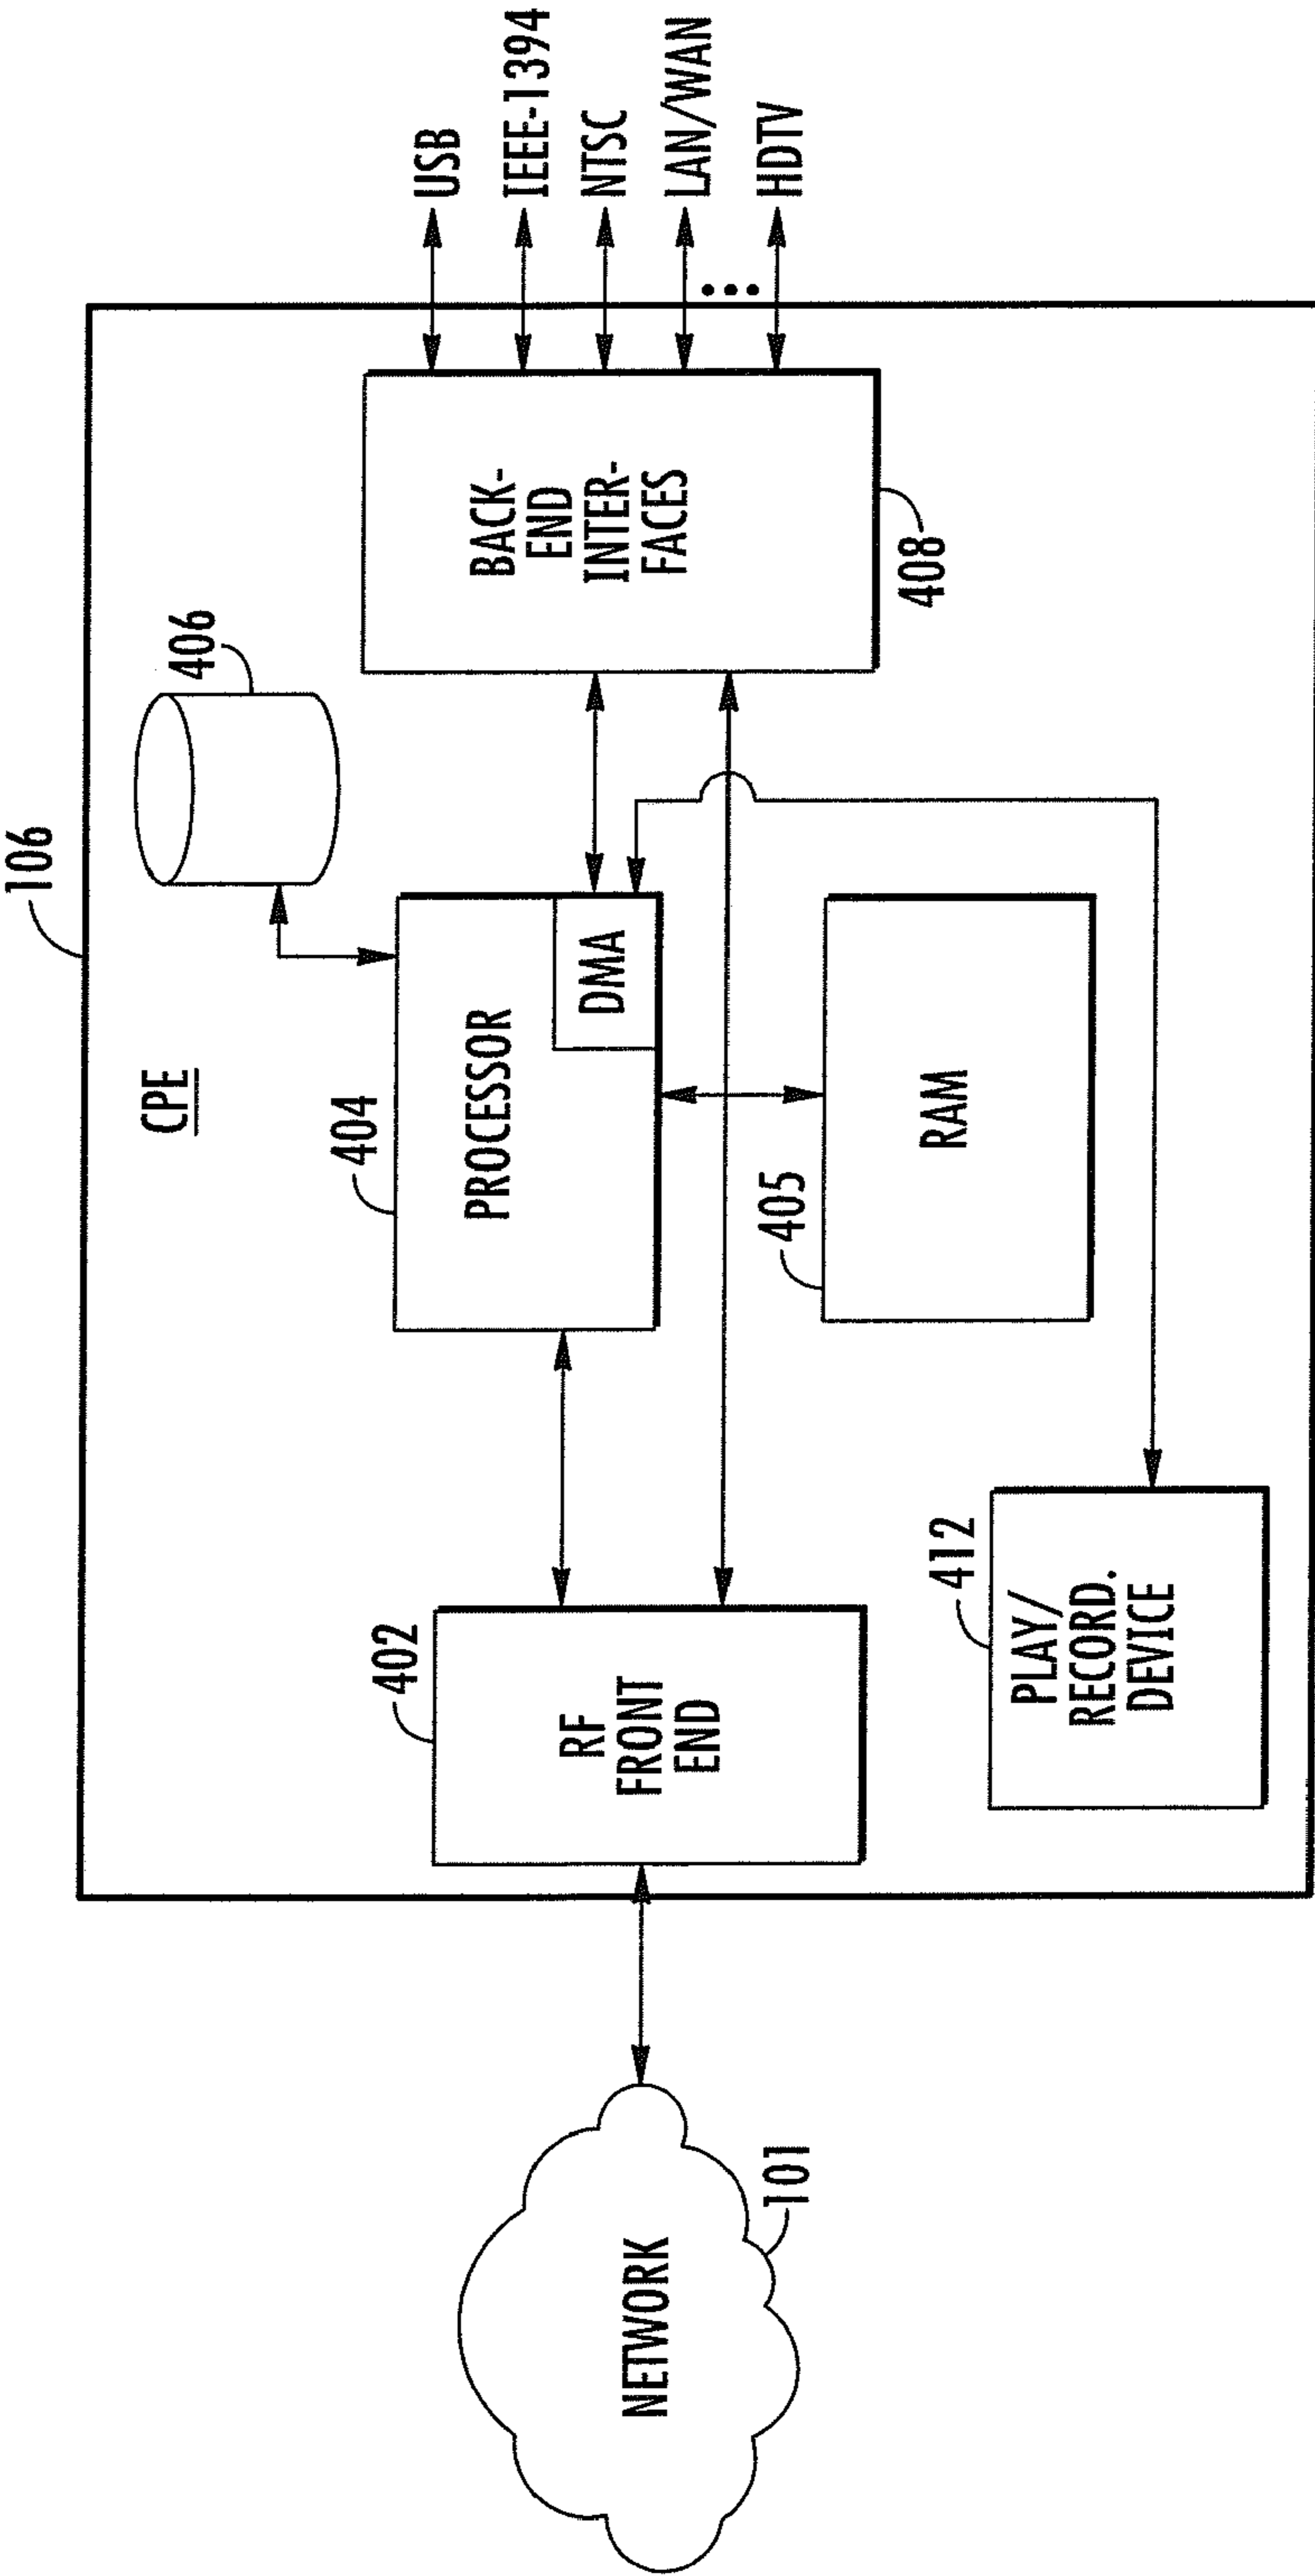 106
CPE
406
404
PROCESSOR
DMA
402
RF
FRONT
END
BACK-
END
INTER-
FACES
408
USB
IEEE-1394
NTSC
LAN/WAN
HDTV
NETWORK
101
405
RAM
412
PLAY/
RECORD.
DEVICE